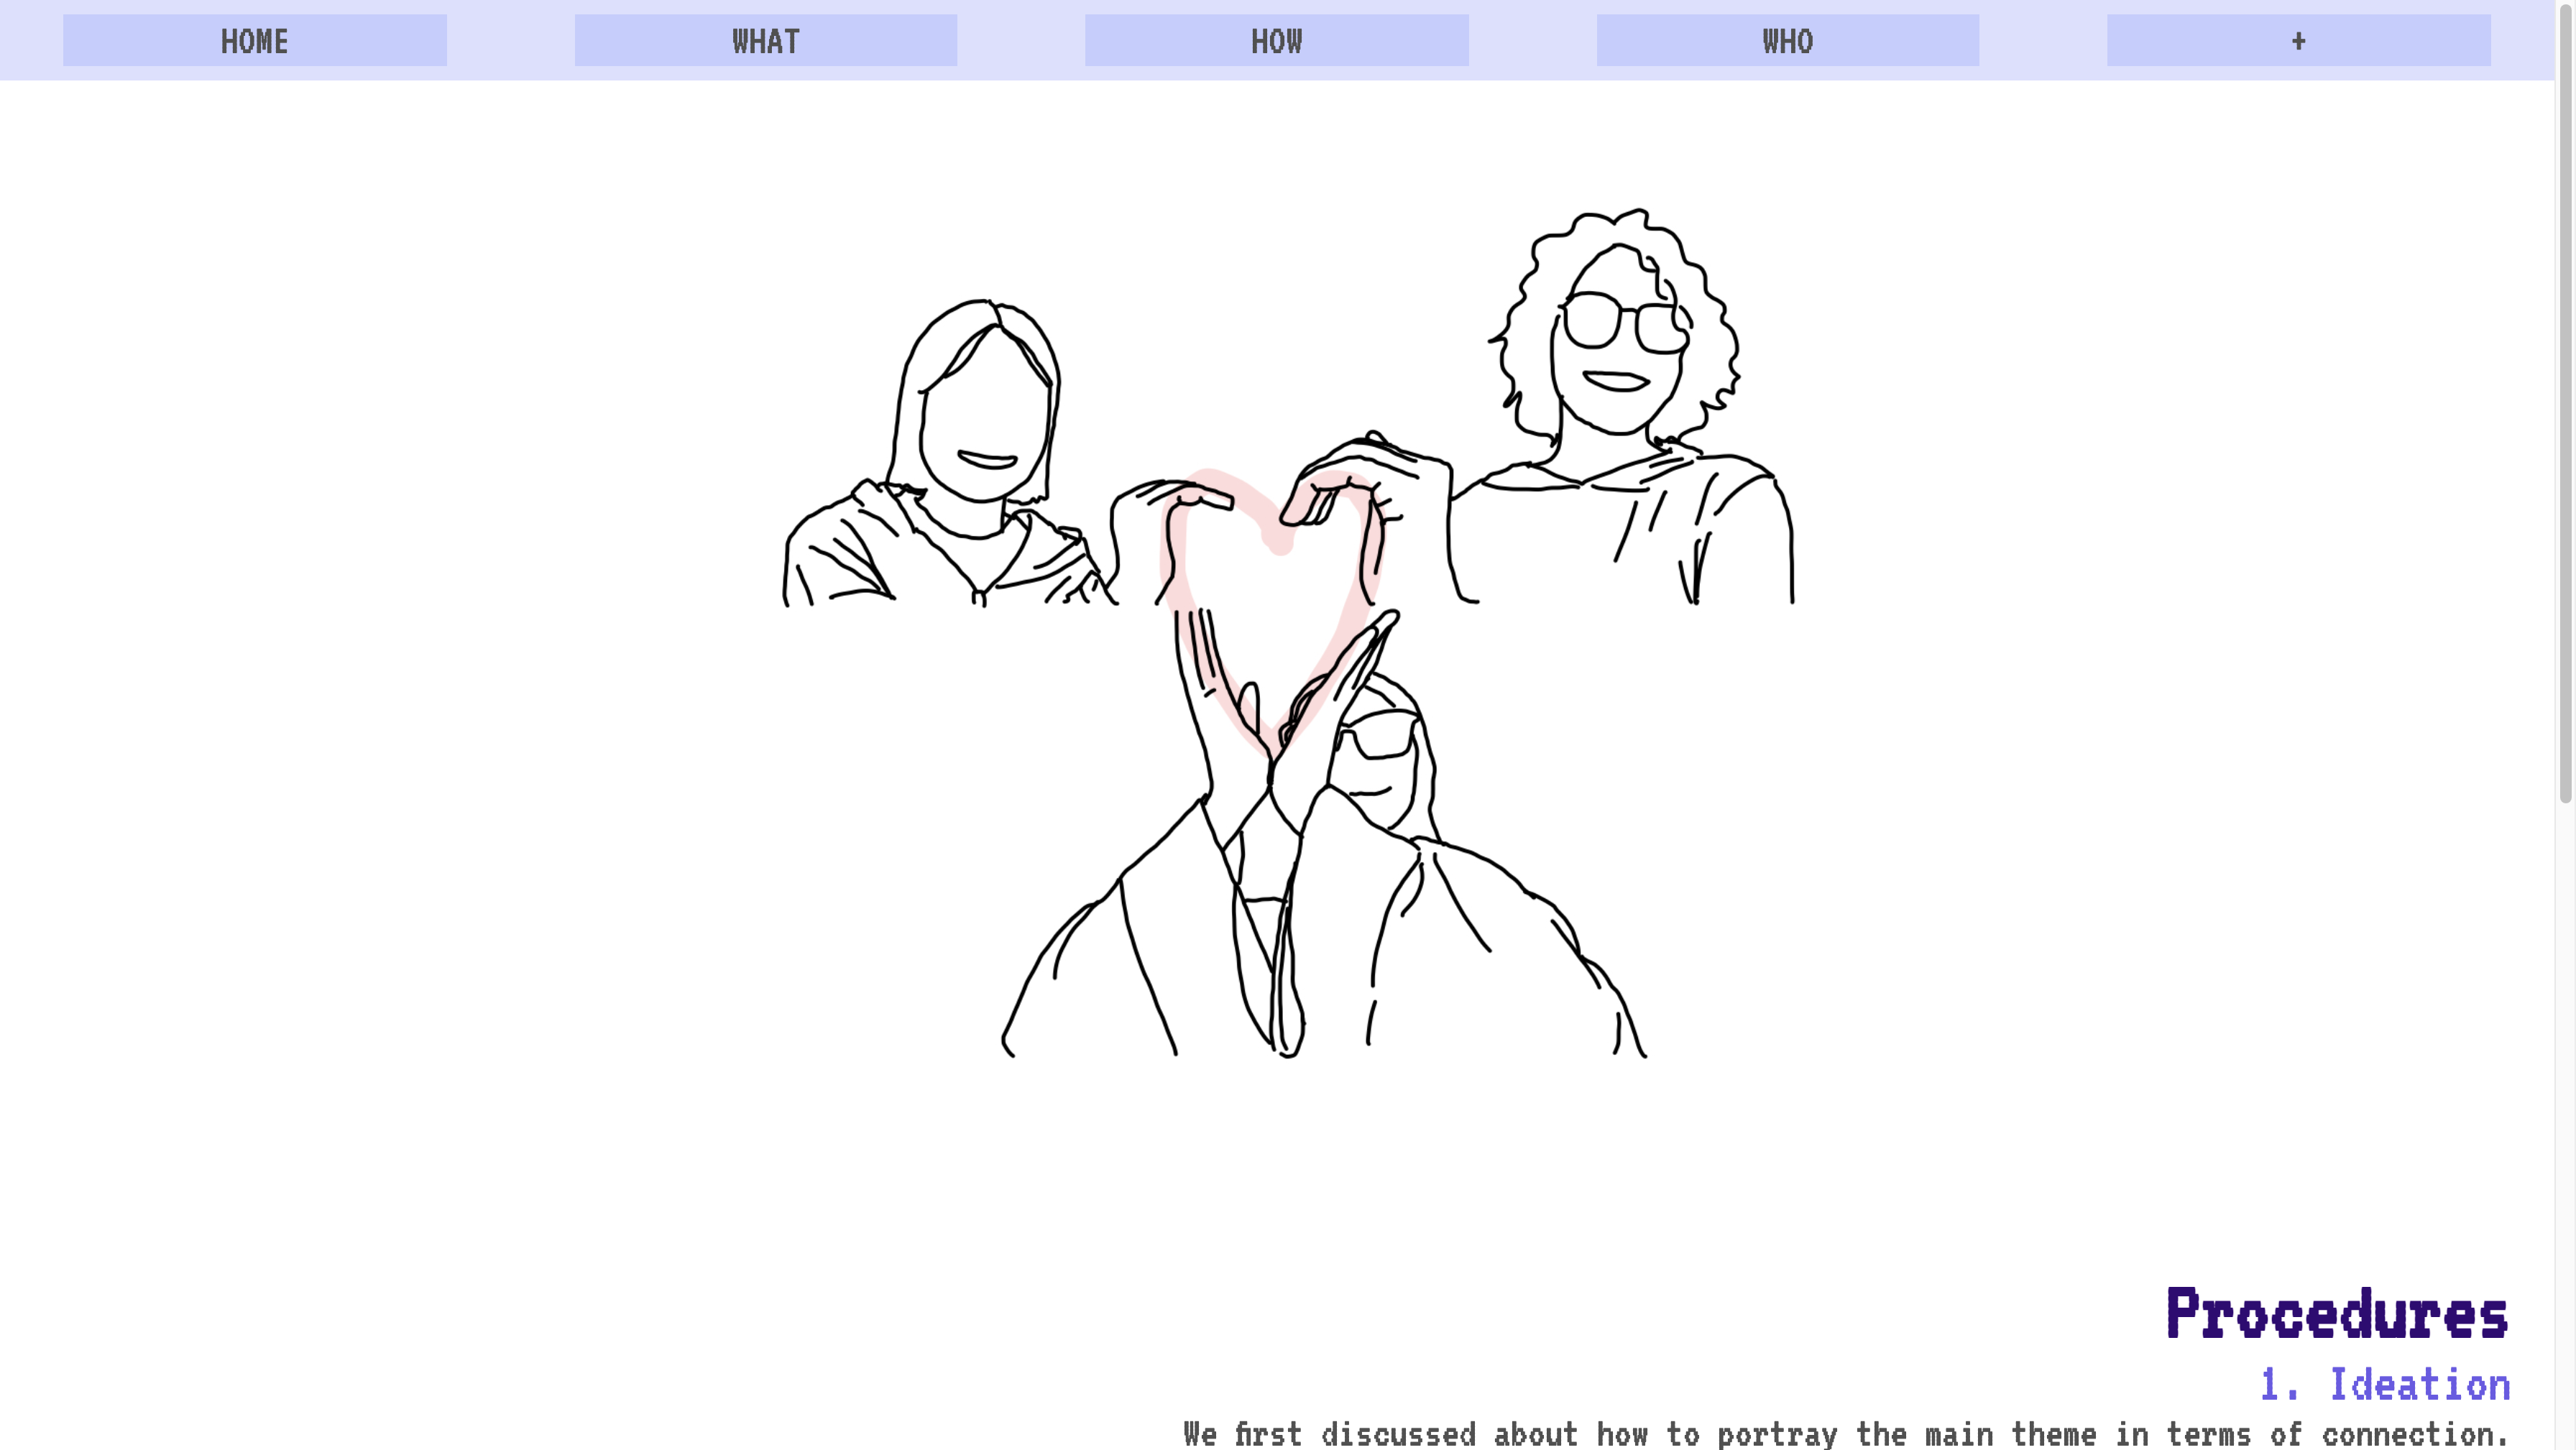 HOME
WHAT
HOW
WHO
+
Procedures
1. Ideation
We first discussed about how to portray the main theme in terms of connection.